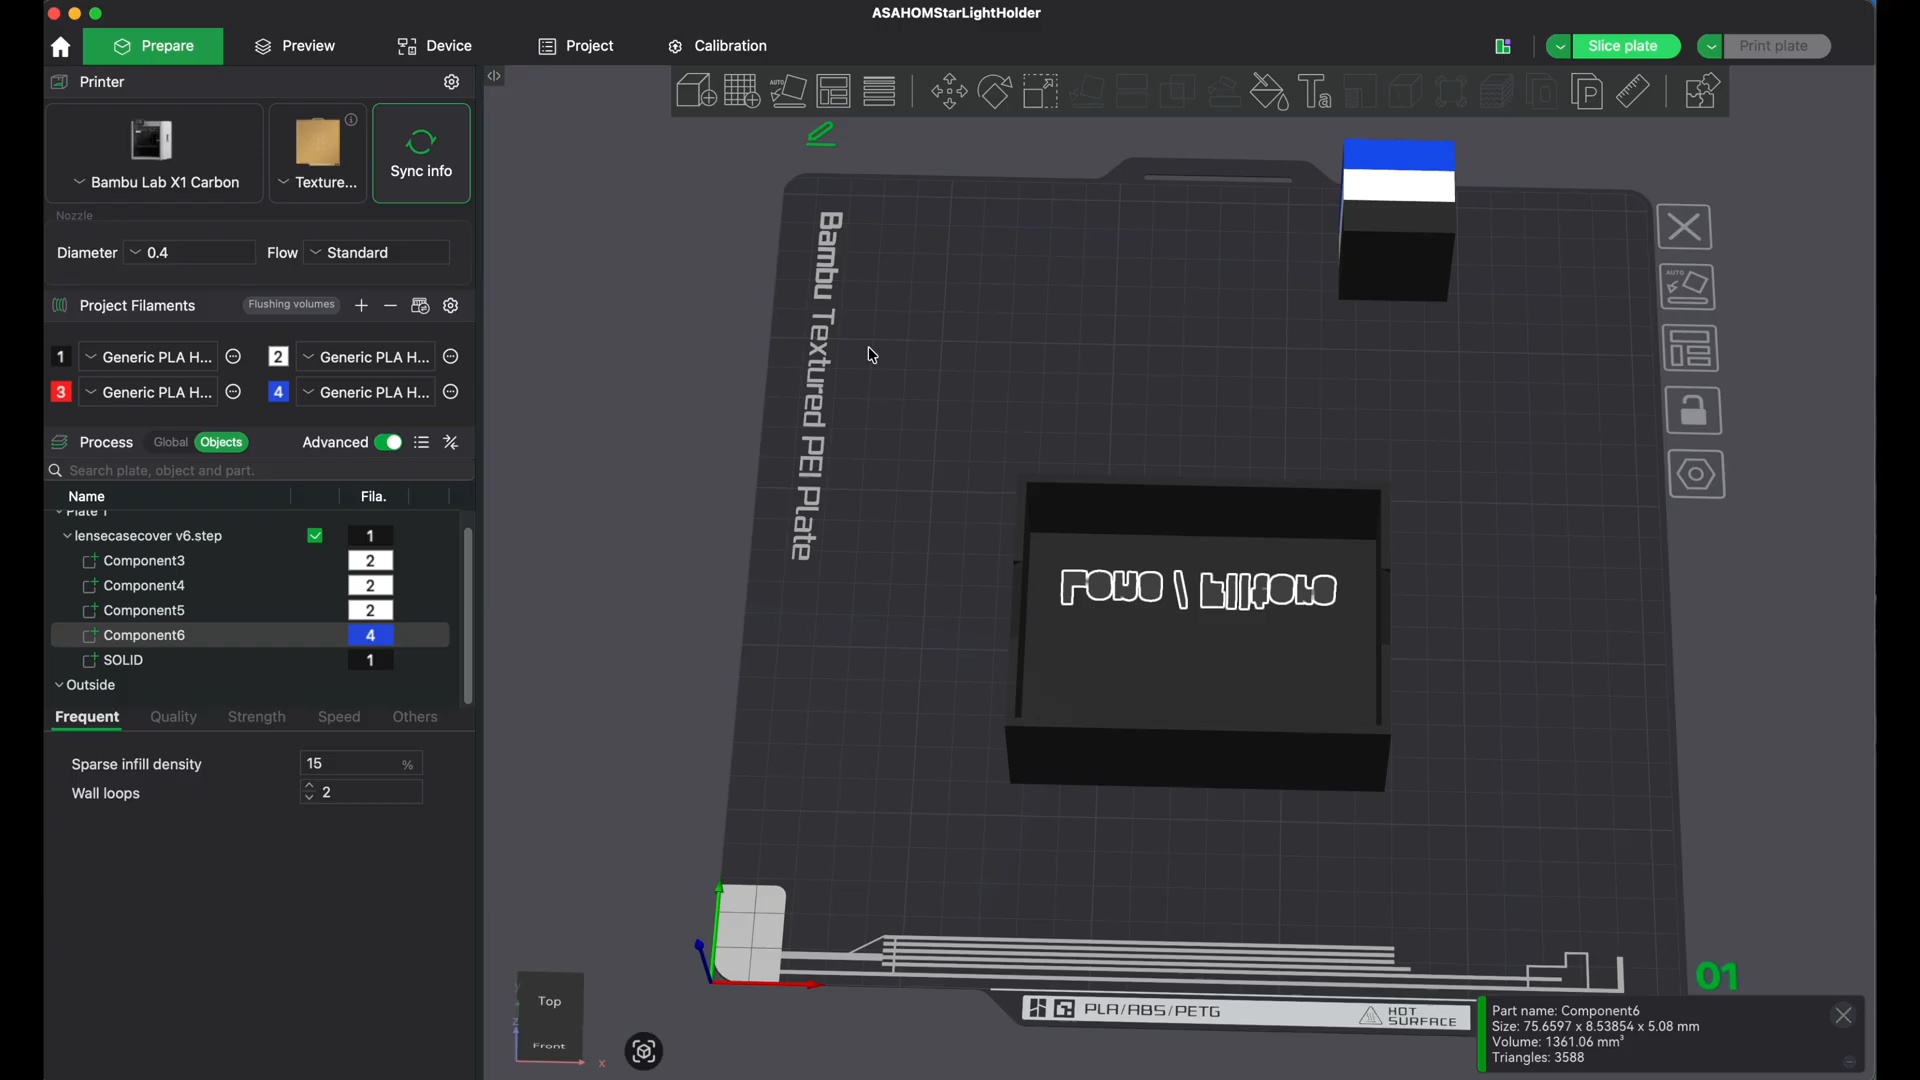 ASAHOMStarLightHolder
Prepare
Preview
Device
Project
Calibration
Slice plate
Print plate
Printer
Bambu Lab X1 Carbon
Texture...
Sync info
Nozzle
Diameter
0.4
Flow
Standard
Project Filaments
Flushing volumes
1
Generic PLA H...
2
Generic PLA H...
3
Generic PLA H...
4
Generic PLA H...
Process
Global
Objects
Advanced
Search plate, object and part.
Name
Fila.
Plate 1
lensecasecover v6.step
1
Component3
2
Component4
2
Component5
2
Component6
4
SOLID
1
Outside
Frequent
Quality
Strength
Speed
Others
Sparse infill density
15
%
Wall loops
2
AUTO
Ta
Bambu Textured PEI Plate
AUTO
01
PLA/ABS/PETG
HOT
SURFACE
Top
Front
Y
Z
X
Part name: Component6
Size: 75.6597 x 8.53854 x 5.08 mm
Volume: 1361.06 mm³
Triangles: 3588